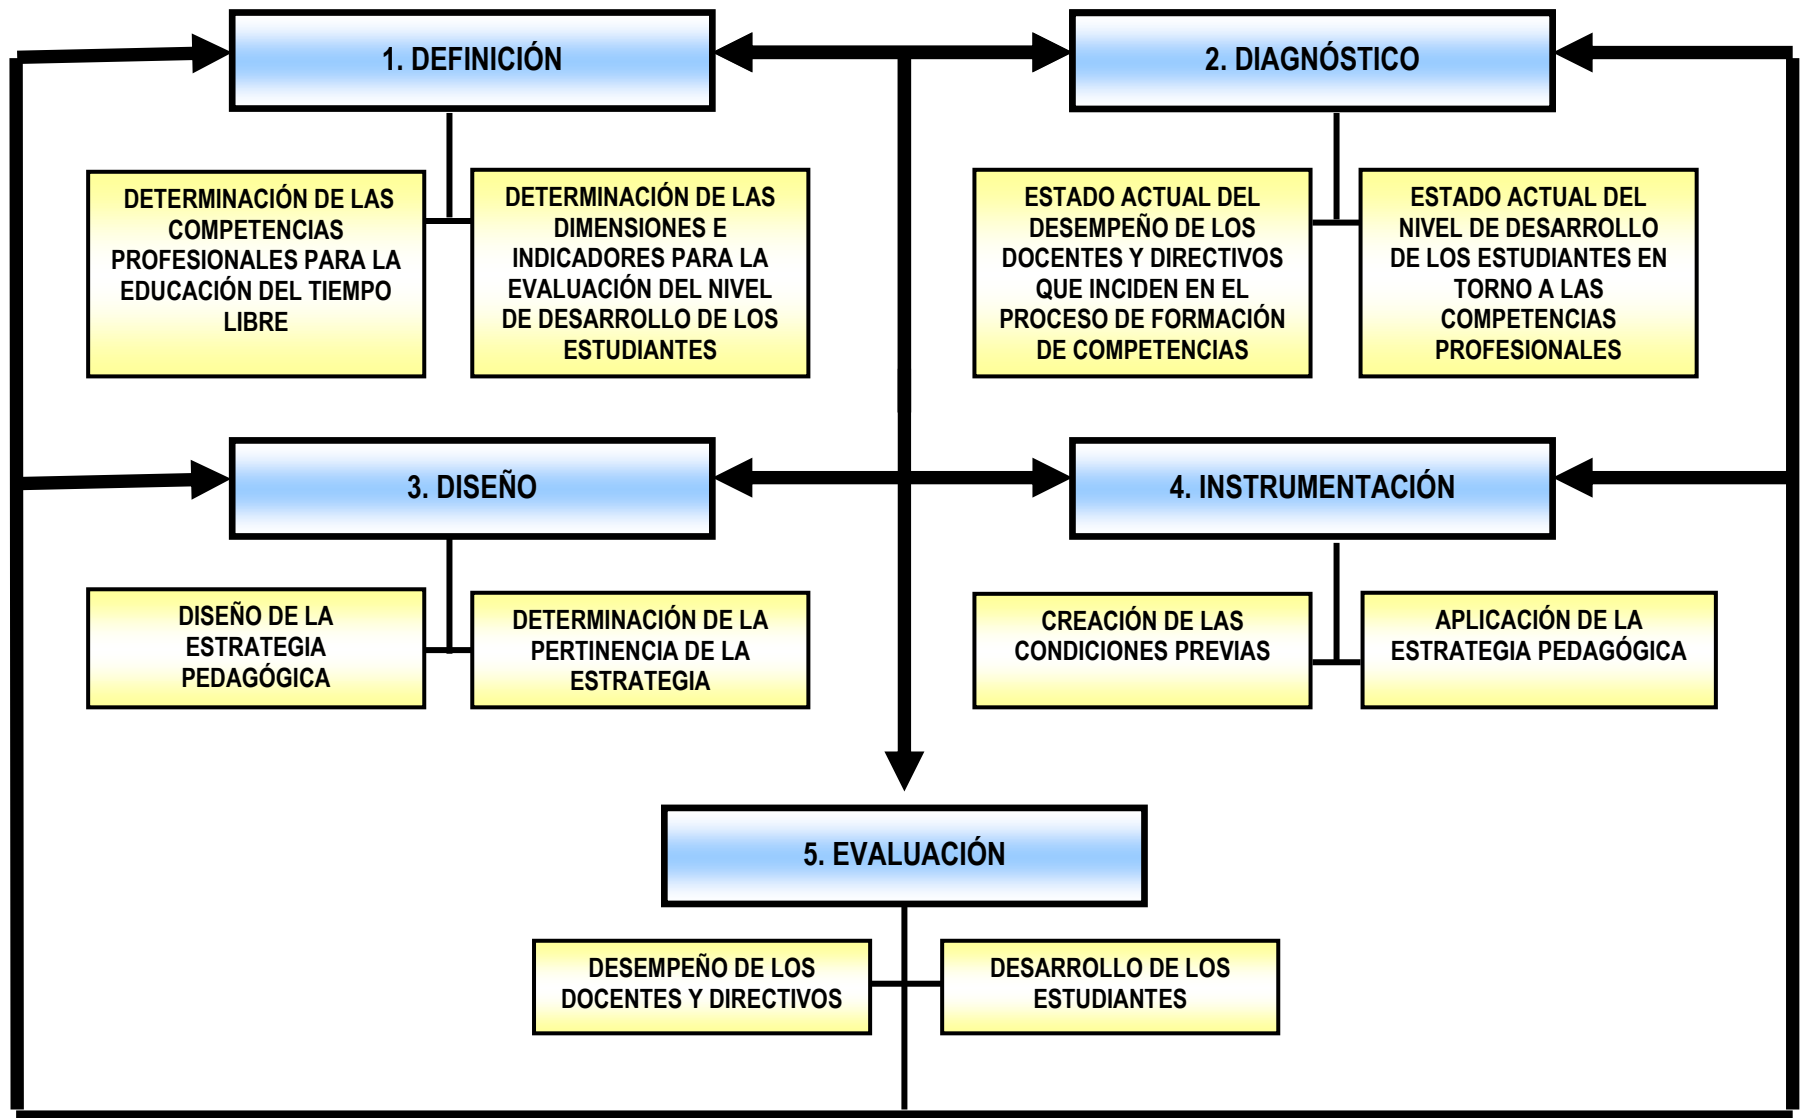 1. DEFINICIÓN
2. DIAGNÓSTICO
DETERMINACIÓN DE LAS
COMPETENCIAS
PROFESIONALES PARA LA
EDUCACIÓN DEL TIEMPO
LIBRE
DETERMINACIÓN DE LAS
DIMENSIONES E
INDICADORES PARA LA
EVALUACIÓN DEL NIVEL
DE DESARROLLO DE LOS
ESTUDIANTES
ESTADO ACTUAL DEL
DESEMPEÑO DE LOS
DOCENTES Y DIRECTIVOS
QUE INCIDEN EN EL
PROCESO DE FORMACIÓN
DE COMPETENCIAS
ESTADO ACTUAL DEL
NIVEL DE DESARROLLO
DE LOS ESTUDIANTES EN
TORNO A LAS
COMPETENCIAS
PROFESIONALES
3. DISEÑO
4. INSTRUMENTACIÓN
DISEÑO DE LA
ESTRATEGIA
PEDAGÓGICA
DETERMINACIÓN DE LA
PERTINENCIA DE LA
ESTRATEGIA
CREACIÓN DE LAS
CONDICIONES PREVIAS
APLICACIÓN DE LA
ESTRATEGIA PEDAGÓGICA
5. EVALUACIÓN
DESEMPEÑO DE LOS
DOCENTES Y DIRECTIVOS
DESARROLLO DE LOS
ESTUDIANTES